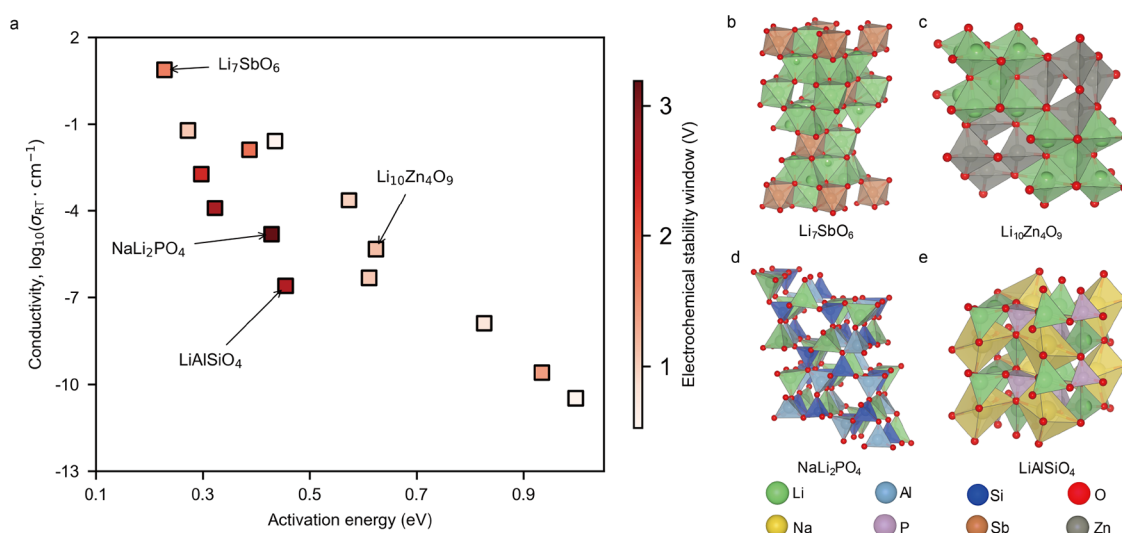 a
2
-1
-4
-7
-10
-13
0.1
0.3
0.5
0.7
0.9
Conductivity, log₁₀(σRT · cm⁻¹)
Activation energy (eV)
Li₇SbO₆
NaLi₂PO₄
LiAlSiO₄
Li₁₀Zn₄O₉
3
2
1
Electrochemical stability window (V)
b
Li₇SbO₆
c
Li₁₀Zn₄O₉
d
NaLi₂PO₄
e
LiAlSiO₄
Li
Al
Si
O
Na
P
Sb
Zn